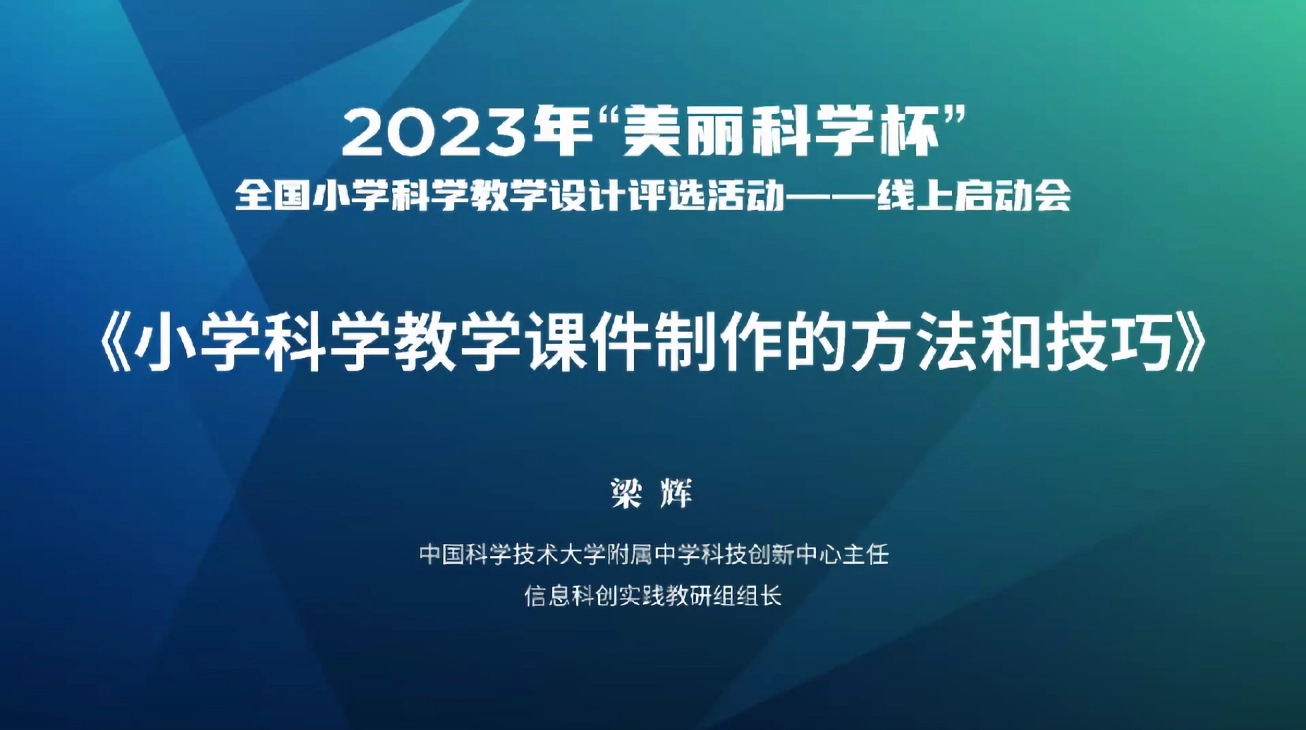 2023年“美丽科学杯”
全国小学科学教学设计评选活动——线上启动会
《小学科学教学课件制作的方法和技巧》
梁 辉
中国科学技术大学附属中学科技创新中心主任
信息科创实践教研组组长